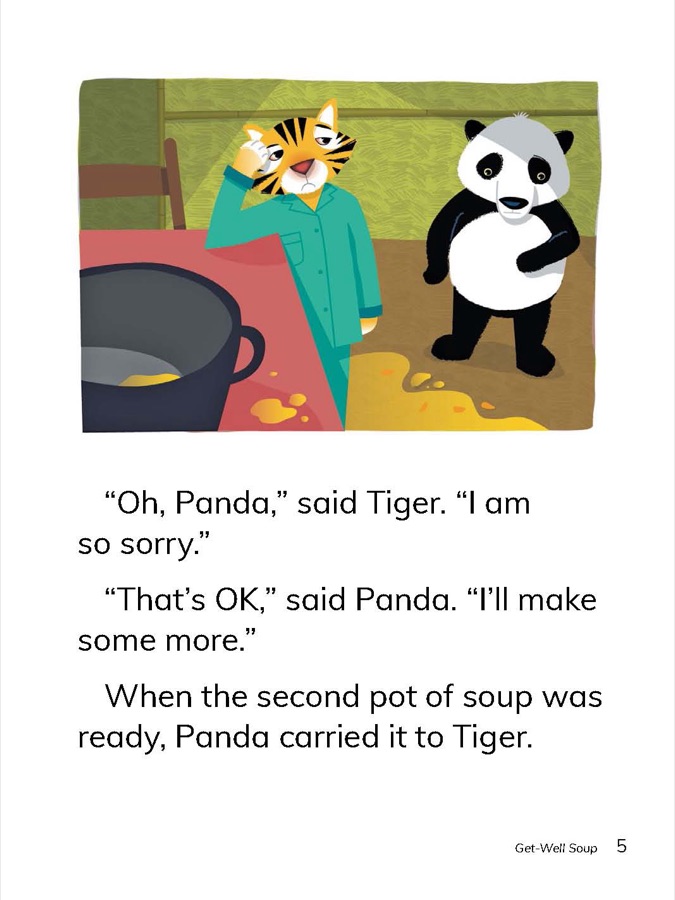 “Oh, Panda,” said Tiger. “I am
so sorry.”
“That’s OK,” said Panda. “I’ll make
some more.”
When the second pot of soup was
ready, Panda carried it to Tiger.
Get-Well Soup 5